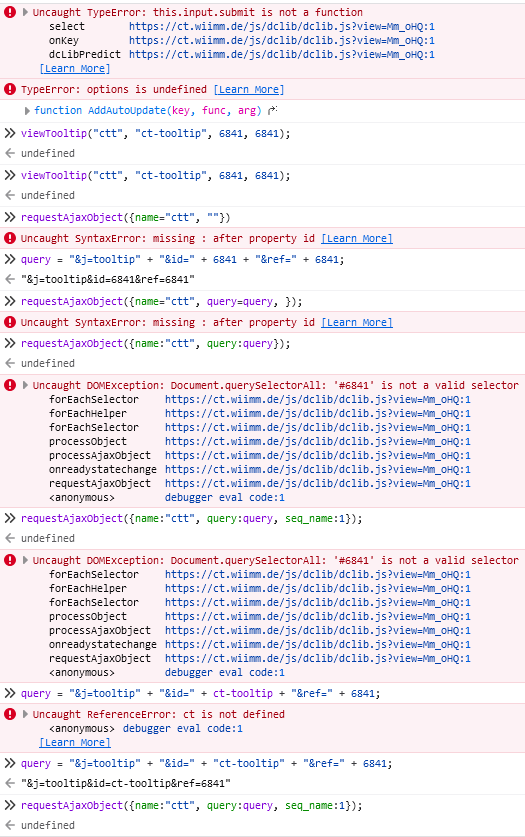 Uncaught TypeError: this.input.submit is not a function
select https://ct.wiimm.de/js/dclib/dclib.js?view=Mm_oHQ:1
onKey https://ct.wiimm.de/js/dclib/dclib.js?view=Mm_oHQ:1
dcLibPredict https://ct.wiimm.de/js/dclib/dclib.js?view=Mm_oHQ:1
[Learn More]
TypeError: options is undefined [Learn More]
function AddAutoUpdate(key, func, arg)
viewTooltip("ctt", "ct-tooltip", 6841, 6841);
undefined
viewTooltip("ctt", "ct-tooltip", 6841, 6841);
undefined
requestAjaxObject({name="ctt", ""})
Uncaught SyntaxError: missing : after property id [Learn More]
query = "&j=tooltip" + "&id=" + 6841 + "&ref=" + 6841;
"&j=tooltip&id=6841&ref=6841"
requestAjaxObject({name="ctt", query=query, });
Uncaught SyntaxError: missing : after property id [Learn More]
requestAjaxObject({name:"ctt", query:query});
undefined
Uncaught DOMException: Document.querySelectorAll: '#6841' is not a valid selector
forEachSelector https://ct.wiimm.de/js/dclib/dclib.js?view=Mm_oHQ:1
forEachHelper https://ct.wiimm.de/js/dclib/dclib.js?view=Mm_oHQ:1
forEachSelector https://ct.wiimm.de/js/dclib/dclib.js?view=Mm_oHQ:1
processObject https://ct.wiimm.de/js/dclib/dclib.js?view=Mm_oHQ:1
processAjaxObject https://ct.wiimm.de/js/dclib/dclib.js?view=Mm_oHQ:1
onreadystatechange https://ct.wiimm.de/js/dclib/dclib.js?view=Mm_oHQ:1
requestAjaxObject https://ct.wiimm.de/js/dclib/dclib.js?view=Mm_oHQ:1
<anonymous> debugger eval code:1
requestAjaxObject({name:"ctt", query:query, seq_name:1});
undefined
Uncaught DOMException: Document.querySelectorAll: '#6841' is not a valid selector
forEachSelector https://ct.wiimm.de/js/dclib/dclib.js?view=Mm_oHQ:1
forEachHelper https://ct.wiimm.de/js/dclib/dclib.js?view=Mm_oHQ:1
forEachSelector https://ct.wiimm.de/js/dclib/dclib.js?view=Mm_oHQ:1
processObject https://ct.wiimm.de/js/dclib/dclib.js?view=Mm_oHQ:1
processAjaxObject https://ct.wiimm.de/js/dclib/dclib.js?view=Mm_oHQ:1
onreadystatechange https://ct.wiimm.de/js/dclib/dclib.js?view=Mm_oHQ:1
requestAjaxObject https://ct.wiimm.de/js/dclib/dclib.js?view=Mm_oHQ:1
<anonymous> debugger eval code:1
query = "&j=tooltip" + "&id=" + ct-tooltip + "&ref=" + 6841;
Uncaught ReferenceError: ct is not defined
<anonymous> debugger eval code:1
[Learn More]
query = "&j=tooltip" + "&id=" + "ct-tooltip" + "&ref=" + 6841;
"&j=tooltip&id=ct-tooltip&ref=6841"
requestAjaxObject({name:"ctt", query:query, seq_name:1});
undefined